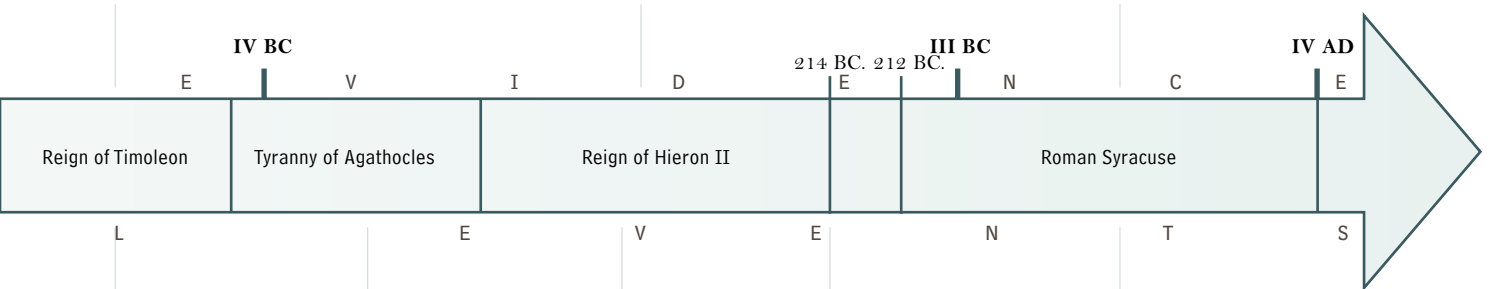 IV BC III BC IV AD
214 BC. 212 BC.
E V I D E N C E
Reign of Timoleon Tyranny of Agathocles Reign of Hieron II Roman Syracuse
L E V E N T S